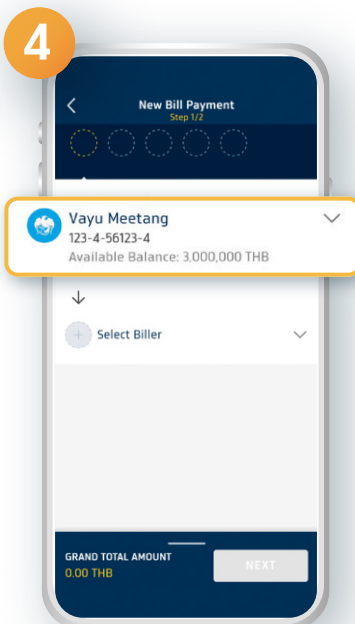 4
New Bill Payment
Step 1/2
Vayu Meetang
123-4-56123-4
Available Balance: 3,000,000 THB
Select Biller
GRAND TOTAL AMOUNT
0.00 THB
NEXT